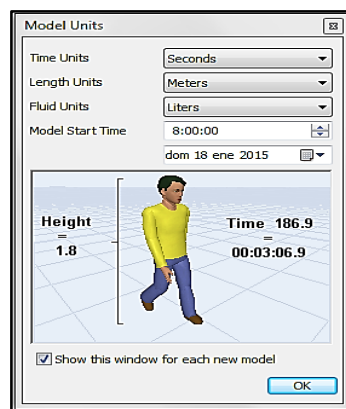 Model Units
Time Units Seconds
Length Units Meters
Fluid Units Liters
Model Start Time 8:00:00
dom 18 ene 2015
Height
=
1.8
Time 186.9
=
00:03:06.9
Show this window for each new model
OK